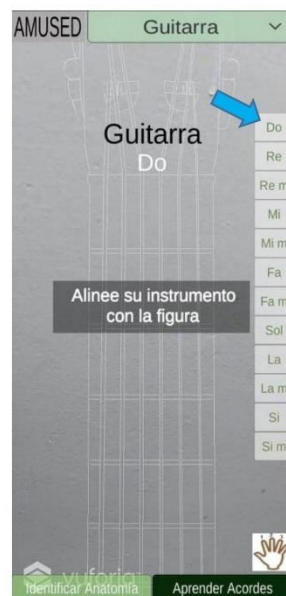 AMUSED
Guitarra
Guitarra
Do
Do
Re
Re m
Mi
Mi m
Fa
Fa m
Sol
La
La m
Si
Si m
Alinee su instrumento
con la figura
vuforia
Identificar Anatomía
Aprender Acordes